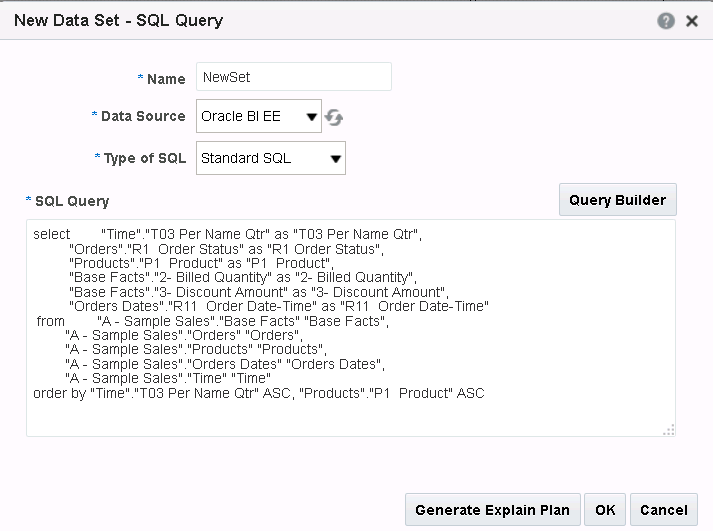 New Data Set - SQL Query
* Name NewSet
* Data Source Oracle BI EE
* Type of SQL Standard SQL
* SQL Query Query Builder
select "Time"."T03 Per Name Qtr" as "T03 Per Name Qtr",
"Orders"."R1  Order Status" as "R1 Order Status",
"Products"."P1  Product" as "P1  Product",
"Base Facts"."2- Billed Quantity" as "2- Billed Quantity",
"Base Facts"."3- Discount Amount" as "3- Discount Amount",
"Orders Dates"."R11  Order Date-Time" as "R11  Order Date-Time"
from "A - Sample Sales"."Base Facts" "Base Facts",
"A - Sample Sales"."Orders" "Orders",
"A - Sample Sales"."Products" "Products",
"A - Sample Sales"."Orders Dates" "Orders Dates",
"A - Sample Sales"."Time" "Time"
order by "Time"."T03 Per Name Qtr" ASC, "Products"."P1  Product" ASC
Generate Explain Plan OK Cancel